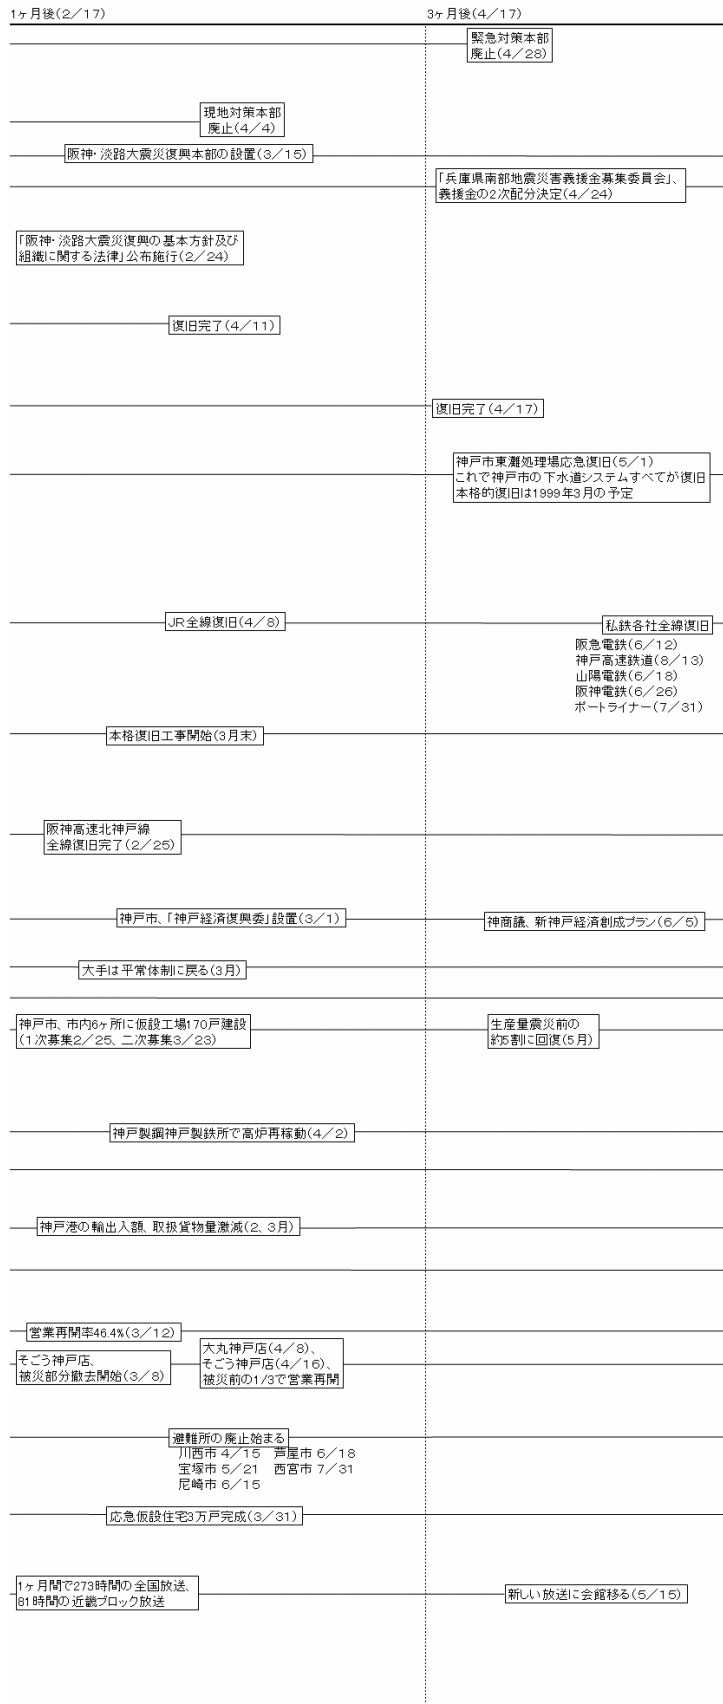 1ヶ月後(2／17)
3ヶ月後(4／17)
緊急対策本部
廃止(4／28)
現地対策本部
廃止(4／4)
阪神・淡路大震災復興本部の設置(3／15)
「兵庫県南部地震災害義援金募集委員会」、
義援金の2次配分決定(4／24)
「阪神・淡路大震災復興の基本方針及び
組織に関する法律」公布施行(2／24)
復旧完了(4／11)
復旧完了(4／17)
神戸市東灘処理場応急復旧(5／1)
これで神戸市の下水道システムすべてが復旧
本格的復旧は1999年3月の予定
JR全線復旧(4／8)
私鉄各社全線復旧
阪急電鉄(6／12)
神戸高速鉄道(8／13)
山陽電鉄(6／18)
阪神電鉄(6／26)
ポートライナー(7／31)
本格復旧工事開始(3月末)
阪神高速北神戸線
全線復旧完了(2／25)
神戸市、「神戸経済復興委」設置(3／1)
神商議、新神戸経済創成プラン(6／5)
大手は平常体制に戻る(3月)
神戸市、市内6ヶ所に仮設工場170戸建設
(1次募集2／25、二次募集3／23)
生産量震災前の
約5割に回復(5月)
神戸製鋼神戸製鉄所で高炉再稼動(4／2)
神戸港の輸出入額、取扱貨物量激減(2、3月)
営業再開率46.4%(3／12)
そごう神戸店、
被災部分撤去開始(3／8)
大丸神戸店(4／8)、
そごう神戸店(4／16)、
被災前の1/3で営業再開
避難所の廃止始まる
川西市 4／15　芦屋市 6／18
宝塚市 5／21　西宮市 7／31
尼崎市 6／15
応急仮設住宅3万戸完成(3／31)
1ヶ月間で273時間の全国放送、
81時間の近畿ブロック放送
新しい放送に会館移る(5／15)